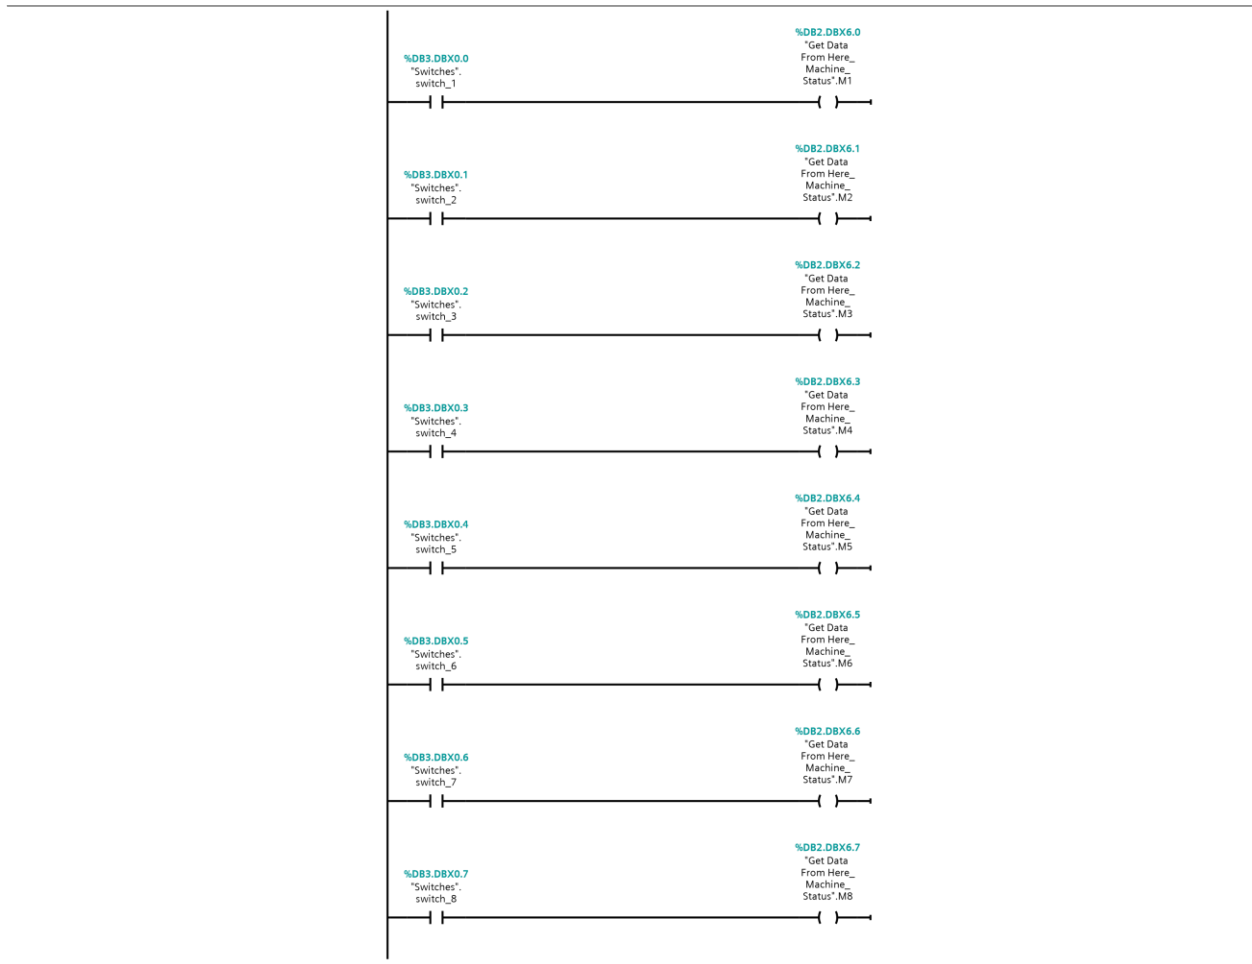 %DB2.DBX6.0
"Get Data
From Here_
Machine_
Status".M1
%DB3.DBX0.0
"Switches".
switch_1
%DB2.DBX6.1
"Get Data
From Here_
Machine_
Status".M2
%DB3.DBX0.1
"Switches".
switch_2
%DB2.DBX6.2
"Get Data
From Here_
Machine_
Status".M3
%DB3.DBX0.2
"Switches".
switch_3
%DB2.DBX6.3
"Get Data
From Here_
Machine_
Status".M4
%DB3.DBX0.3
"Switches".
switch_4
%DB2.DBX6.4
"Get Data
From Here_
Machine_
Status".M5
%DB3.DBX0.4
"Switches".
switch_5
%DB2.DBX6.5
"Get Data
From Here_
Machine_
Status".M6
%DB3.DBX0.5
"Switches".
switch_6
%DB2.DBX6.6
"Get Data
From Here_
Machine_
Status".M7
%DB3.DBX0.6
"Switches".
switch_7
%DB2.DBX6.7
"Get Data
From Here_
Machine_
Status".M8
%DB3.DBX0.7
"Switches".
switch_8